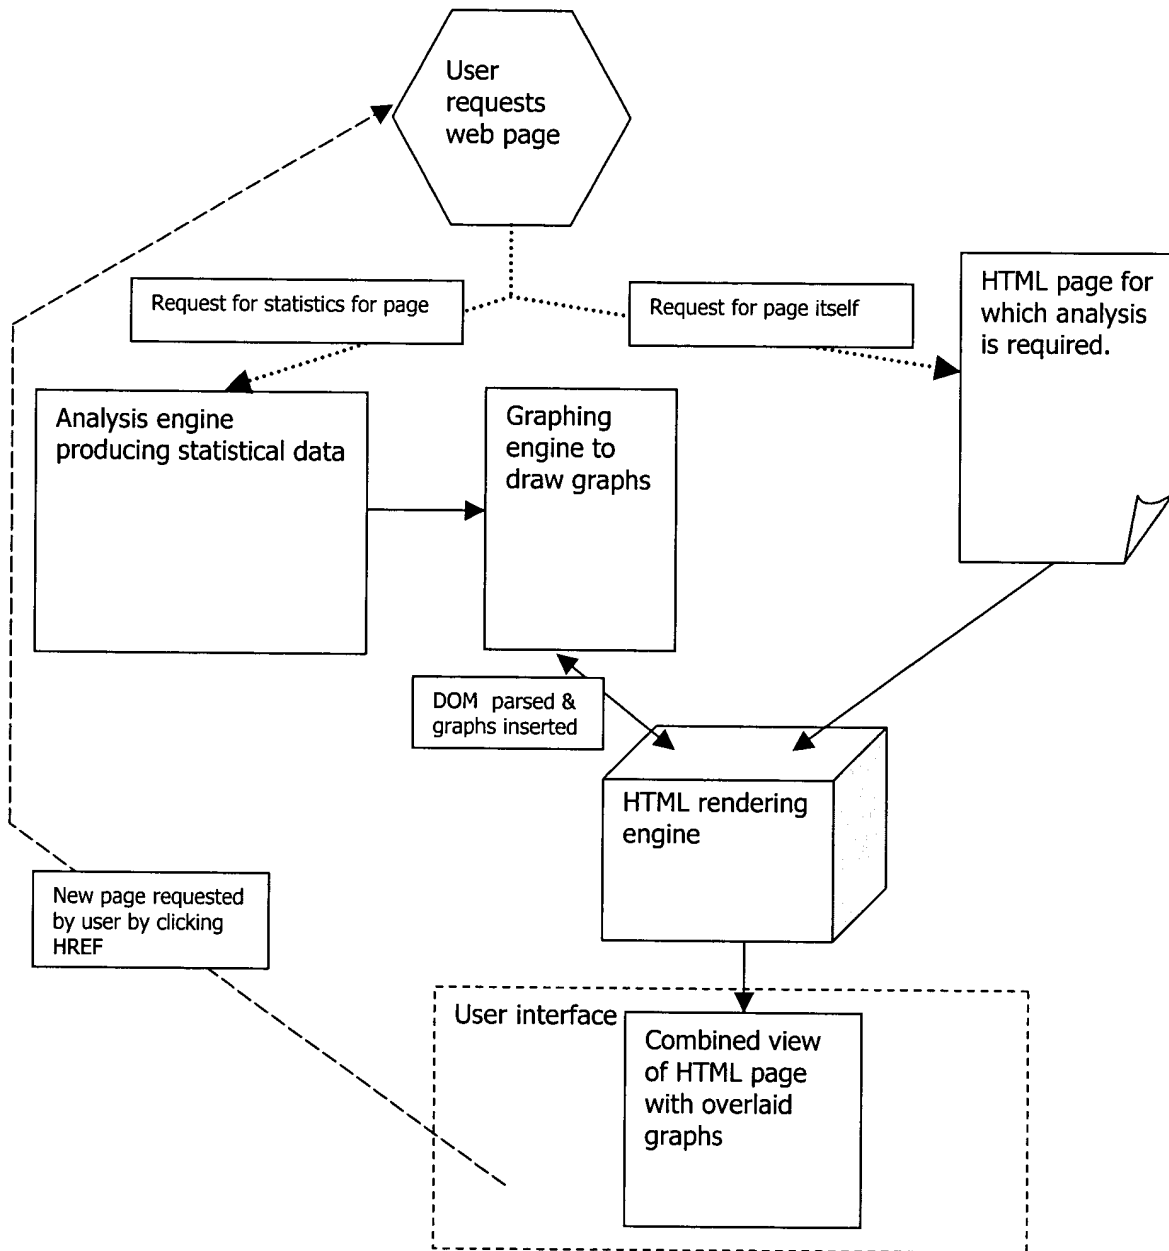 User
requests
web page
Request for statistics for page
Request for page itself
HTML page for
which analysis
is required.
Analysis engine
producing statistical data
Graphing
engine to
draw graphs
DOM parsed &
graphs inserted
HTML rendering
engine
New page requested
by user by clicking
HREF
User interface
Combined view
of HTML page
with overlaid
graphs